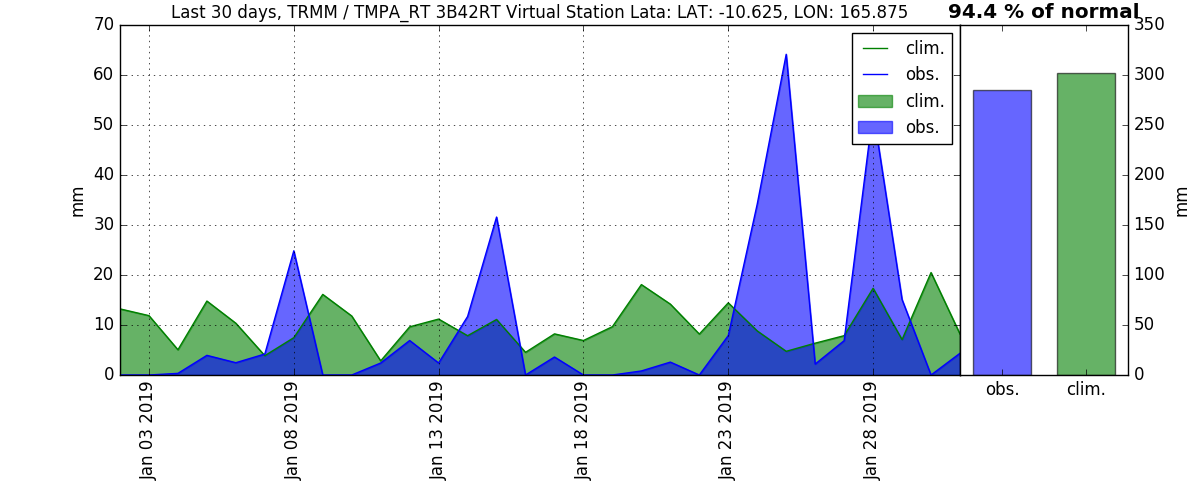 Last 30 days, TRMM / TMPA_RT 3B42RT Virtual Station Lata: LAT: -10.625, LON: 165.875
94.4 % of normal
70
60
50
40
30
20
10
0
mm
Jan 03 2019
Jan 08 2019
Jan 13 2019
Jan 18 2019
Jan 23 2019
Jan 28 2019
clim.
obs.
clim.
obs.
350
300
250
200
150
100
50
0
mm
obs.
clim.